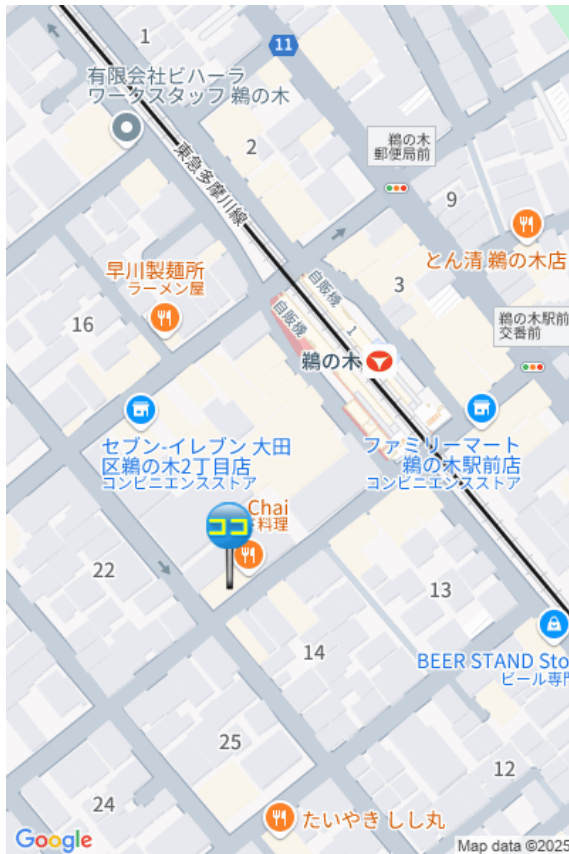 1
11
有限会社ビハーラ
ワークスタッフ 鵜の木
2
鵜の木
郵便局前
東急多摩川線
9
とん清 鵜の木店
早川製麺所
ラーメン屋
3
自販機
自販機
1
16
鵜の木駅前
交番前
鵜の木
セブン-イレブン 大田
区鵜の木2丁目店
コンビニエンスストア
ファミリーマート
鵜の木駅前店
コンビニエンスストア
Chai
料理
ココ
22
13
14
BEER STAND Sto
ビール専門
25
12
24
たいやき しし丸
Google
Map data ©2025